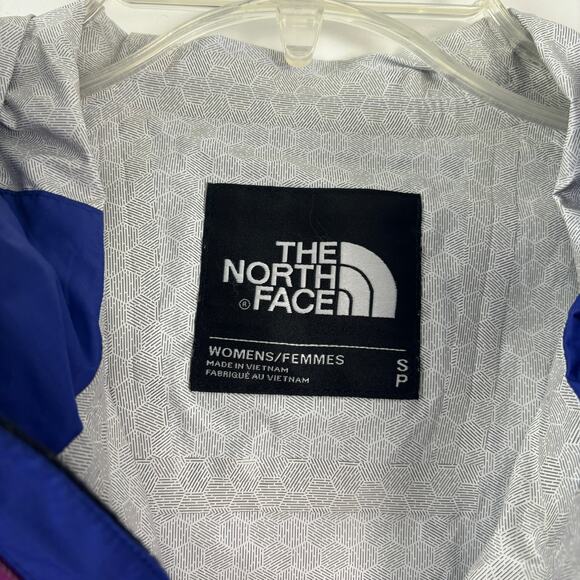 THE
NORTH
FACE
®
WOMENS/FEMMES
MADE IN VIETNAM
FABRIQUÉ AU VIETNAM
S
P